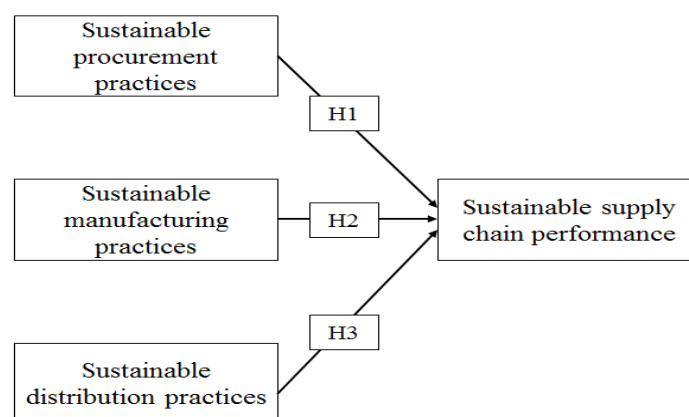 Sustainable
procurement
practices
H1
Sustainable
manufacturing
practices
H2
Sustainable supply
chain performance
H3
Sustainable
distribution practices